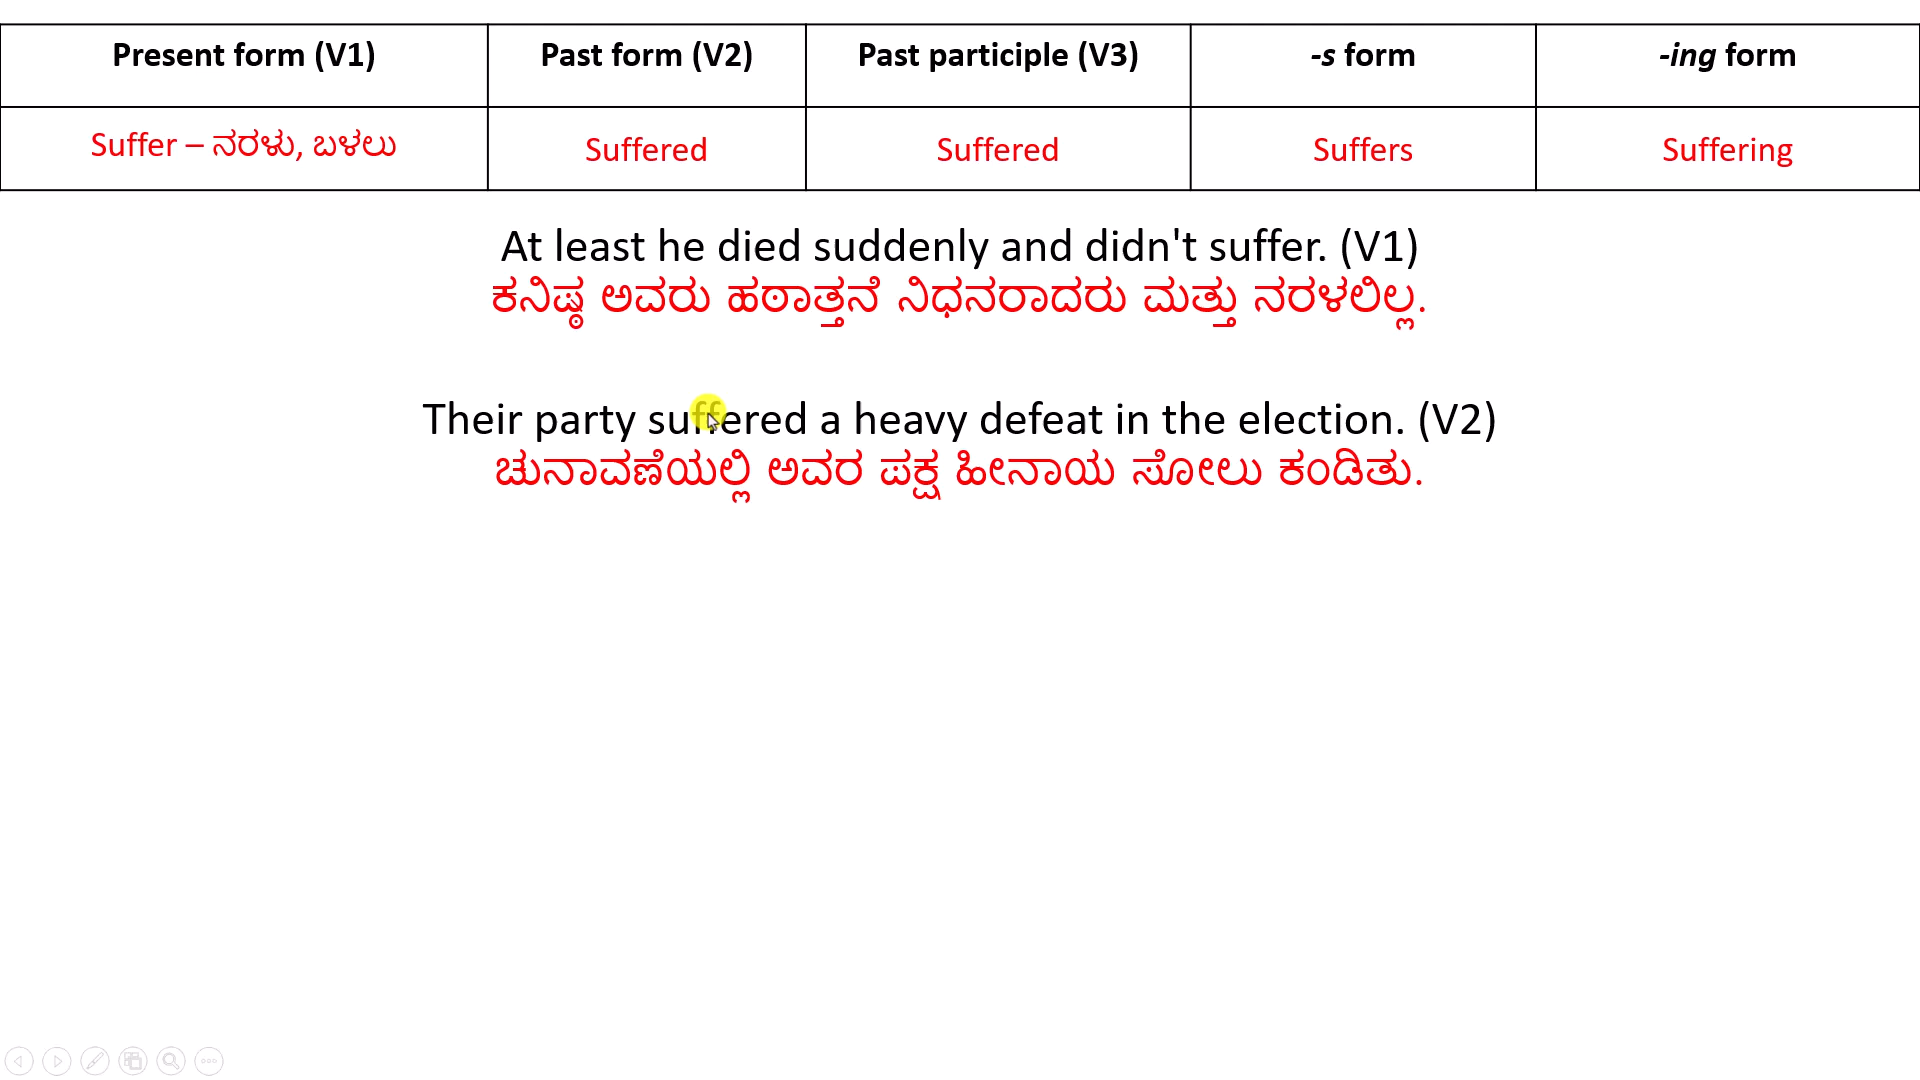 Present form (V1) Past form (V2) Past participle (V3) -s form -ing form
Suffer – ನರಳು, ಬಳಲು Suffered Suffered Suffers Suffering
At least he died suddenly and didn't suffer. (V1)
ಕನಿಷ್ಠ ಅವರು ಹಠಾತ್ತನೆ ನಿಧನರಾದರು ಮತ್ತು ನರಳಲಿಲ್ಲ.
Their party suffered a heavy defeat in the election. (V2)
ಚುನಾವಣೆಯಲ್ಲಿ ಅವರ ಪಕ್ಷ ಹೀನಾಯ ಸೋಲು ಕಂಡಿತು.